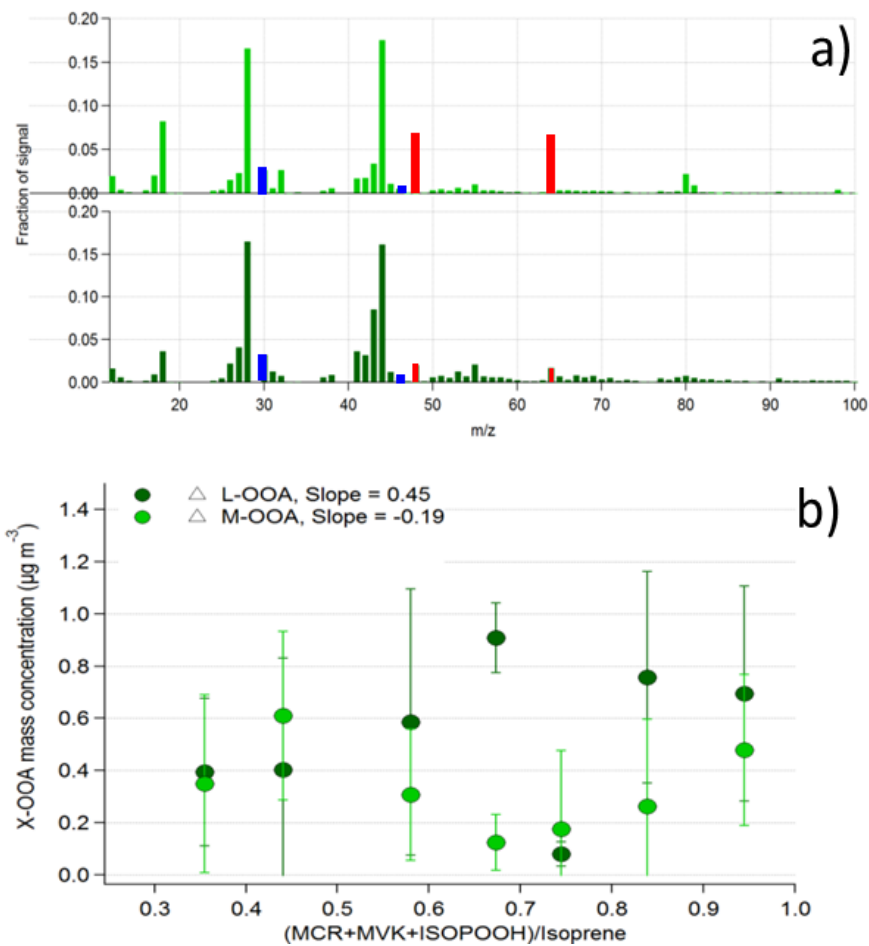 a)
0.20
0.15
0.10
0.05
0.00
0.20
0.15
0.10
0.05
0.00
Fraction of signal
20 30 40 50 60 70 80 90 100
m/z
b)
L-OOA, Slope = 0.45
M-OOA, Slope = -0.19
1.4
1.2
1.0
0.8
0.6
0.4
0.2
0.0
X-OOA mass concentration (µg m⁻³)
0.3 0.4 0.5 0.6 0.7 0.8 0.9 1.0
(MCR+MVK+ISOPOOH)/Isoprene